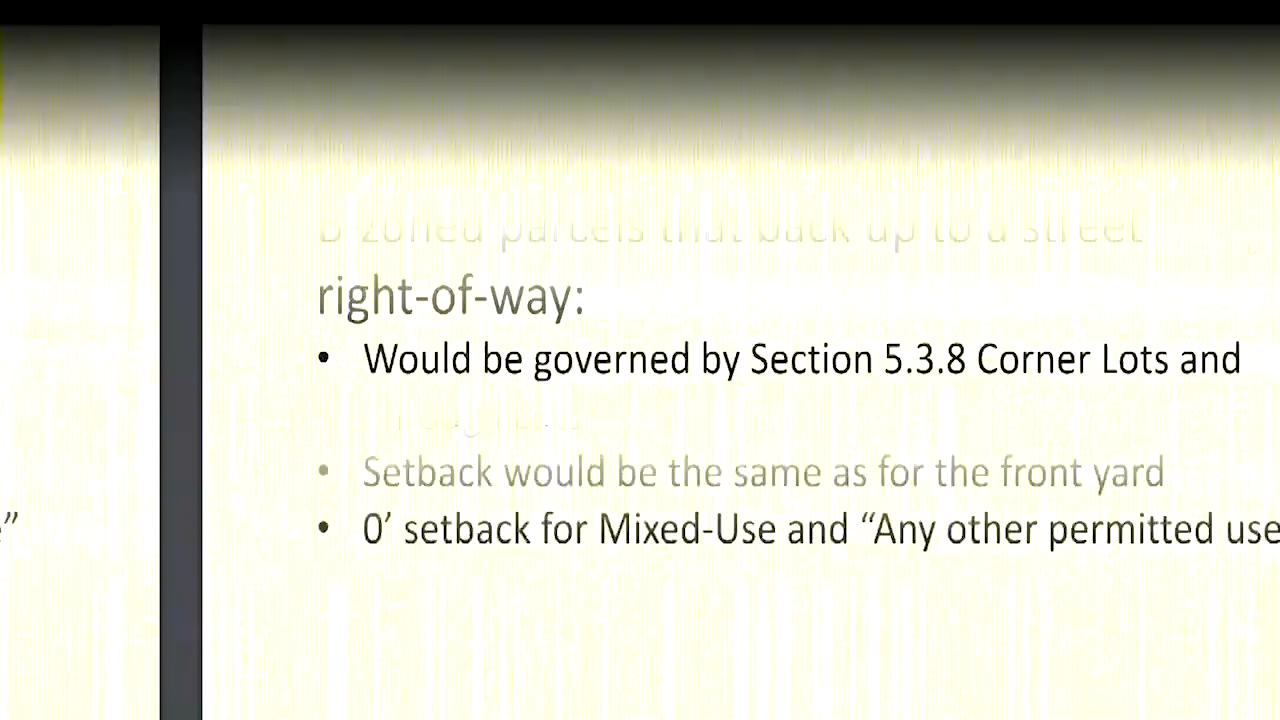 B zoned parcels that back up to a street
right-of-way:
• Would be governed by Section 5.3.8 Corner Lots and
• Setback would be the same as for the front yard
• 0’ setback for Mixed-Use and “Any other permitted use